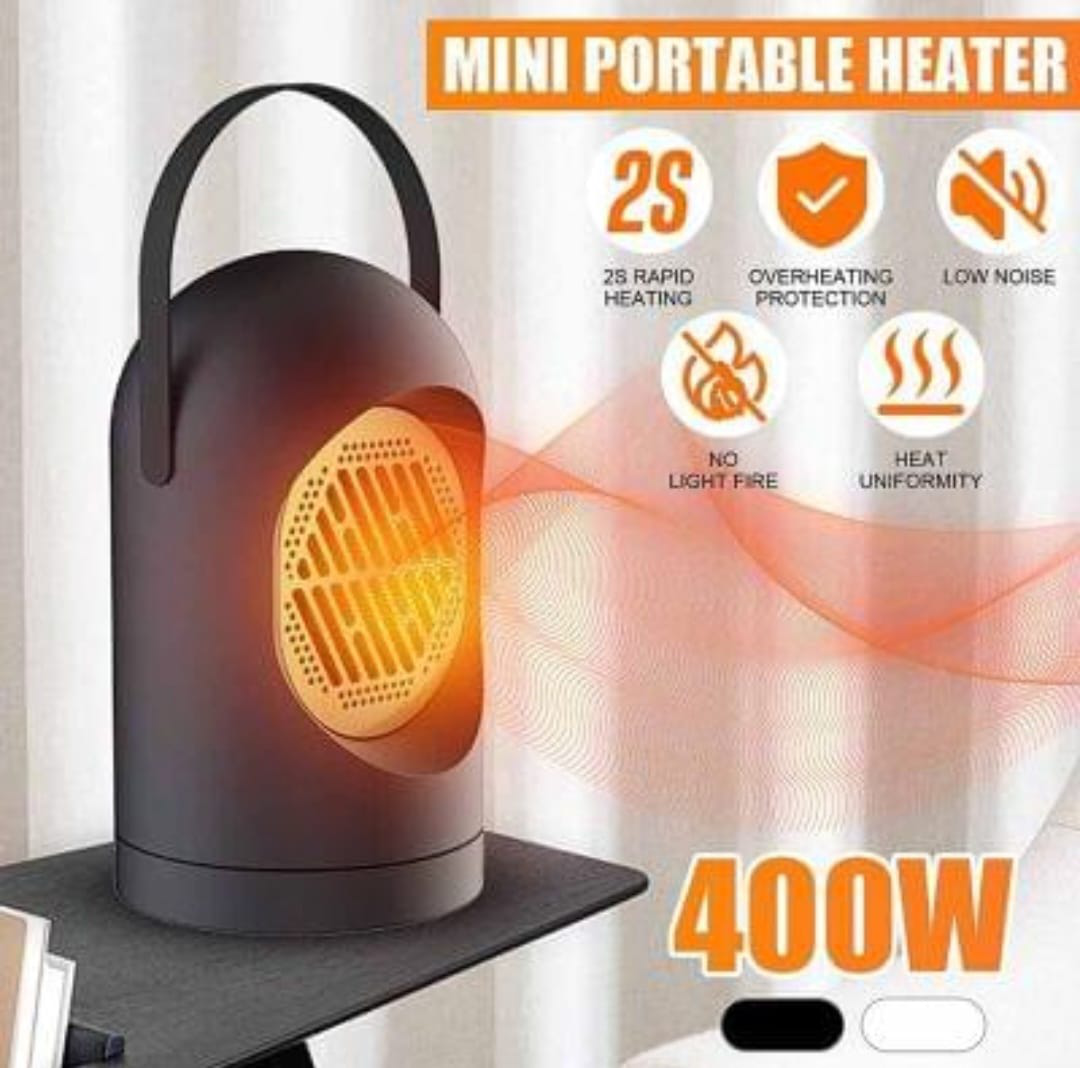 MINI PORTABLE HEATER
2S
2S RAPID
HEATING
OVERHEATING
PROTECTION
LOW NOISE
NO
LIGHT FIRE
HEAT
UNIFORMITY
400W